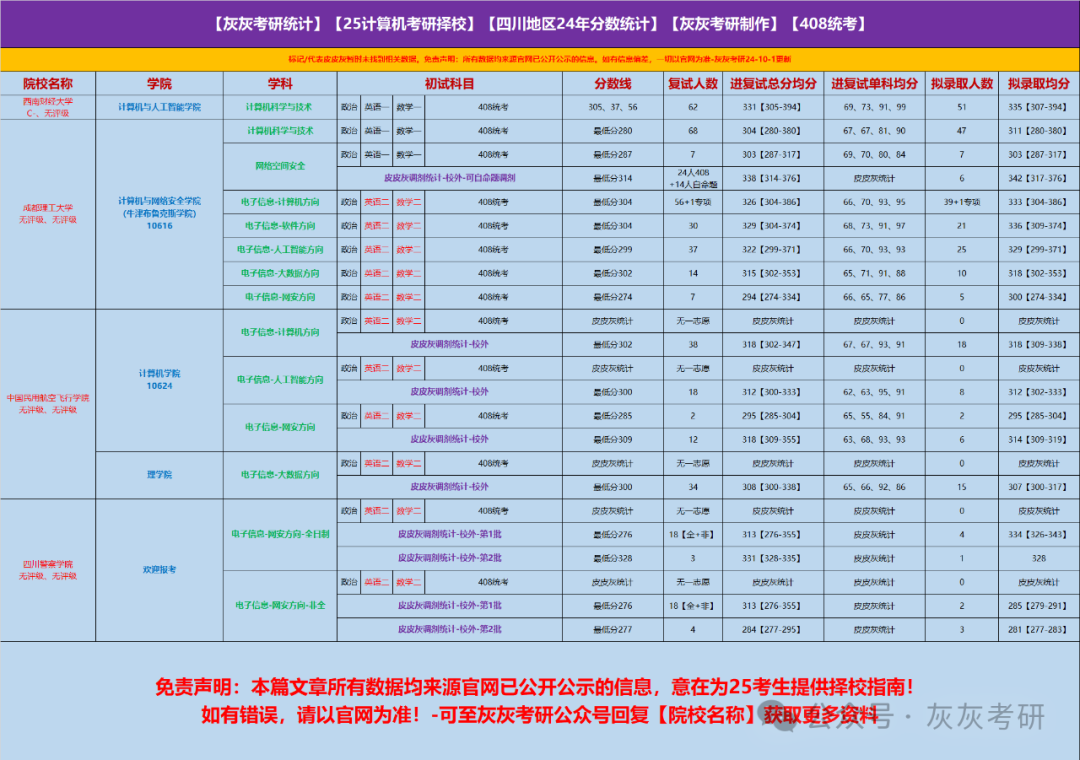 【灰灰考研统计】【25计算机考研择校】【四川地区24年分数统计】【灰灰考研制作】【408统考】
标记/代表皮皮灰暂时未找到相关数据，免责声明：所有数据均来源官网已公开公示的信息，如有信息偏差，一切以官网为准-灰灰考研24-10-1更新
院校名称 学院 学科 初试科目 分数线 复试人数 进复试总分均分 进复试单科均分 拟录取人数 拟录取均分
西南财经大学
C-、无评级
计算机与人工智能学院 计算机科学与技术 政治 英语一 数学一 408统考 305、37、56 62 331【305-394】 69、73、91、99 51 335【307-394】
成都理工大学
无评级、无评级
计算机与网络安全学院
(牛津布鲁克斯学院)
10616
计算机科学与技术 政治 英语一 数学一 408统考 最低分280 68 304【280-380】 67、67、81、90 47 311【280-380】
网络空间安全 政治 英语一 数学一 408统考 最低分287 7 303【287-317】 69、70、80、84 7 303【287-317】
皮皮灰调剂统计-校外-可自命题调剂 最低分314 24人408
+14人自命题 338【314-376】 皮皮灰统计 6 342【317-376】
电子信息-计算机方向 政治 英语二 数学二 408统考 最低分304 56+1专项 326【304-386】 66、70、93、95 39+1专项 333【304-386】
电子信息-软件方向 政治 英语二 数学二 408统考 最低分304 30 329【304-374】 68、73、91、97 21 336【309-374】
电子信息-人工智能方向 政治 英语二 数学二 408统考 最低分299 37 322【299-371】 66、70、93、93 25 329【299-371】
电子信息-大数据方向 政治 英语二 数学二 408统考 最低分302 14 315【302-353】 65、71、91、88 10 318【302-353】
电子信息-网安方向 政治 英语二 数学二 408统考 最低分274 7 294【274-334】 66、65、77、86 5 300【274-334】
中国民用航空飞行学院
无评级、无评级
计算机学院
10624
电子信息-计算机方向 政治 英语二 数学二 408统考 皮皮灰统计 无一志愿 皮皮灰统计 皮皮灰统计 0 皮皮灰统计
皮皮灰调剂统计-校外 最低分302 38 318【302-347】 67、67、93、91 18 318【309-338】
电子信息-人工智能方向 政治 英语二 数学二 408统考 皮皮灰统计 无一志愿 皮皮灰统计 皮皮灰统计 0 皮皮灰统计
皮皮灰调剂统计-校外 最低分300 18 312【300-333】 62、63、95、91 8 312【302-333】
电子信息-网安方向 政治 英语二 数学二 408统考 最低分285 2 295【285-304】 65、55、84、91 2 295【285-304】
皮皮灰调剂统计-校外 最低分309 12 318【309-355】 63、68、93、93 6 314【309-319】
理学院 电子信息-大数据方向 政治 英语二 数学二 408统考 皮皮灰统计 无一志愿 皮皮灰统计 皮皮灰统计 0 皮皮灰统计
皮皮灰调剂统计-校外 最低分300 34 308【300-338】 65、66、92、86 15 307【300-317】
四川警察学院
无评级、无评级
欢迎报考
电子信息-网安方向-全日制 政治 英语二 数学二 408统考 皮皮灰统计 无一志愿 皮皮灰统计 皮皮灰统计 0 皮皮灰统计
皮皮灰调剂统计-校外-第1批 最低分276 18【全+非】 313【276-355】 皮皮灰统计 4 334【326-343】
皮皮灰调剂统计-校外-第2批 最低分328 3 331【328-335】 皮皮灰统计 1 328
电子信息-网安方向-非全 政治 英语二 数学二 408统考 皮皮灰统计 无一志愿 皮皮灰统计 皮皮灰统计 0 皮皮灰统计
皮皮灰调剂统计-校外-第1批 最低分276 18【全+非】 313【276-355】 皮皮灰统计 2 285【279-291】
皮皮灰调剂统计-校外-第2批 最低分277 4 284【277-295】 皮皮灰统计 3 281【277-283】
免责声明：本篇文章所有数据均来源官网已公开公示的信息，意在为25考生提供择校指南！
如有错误，请以官网为准！-可至灰灰考研公众号回复【院校名称】获取更多资料
公众号 · 灰灰考研